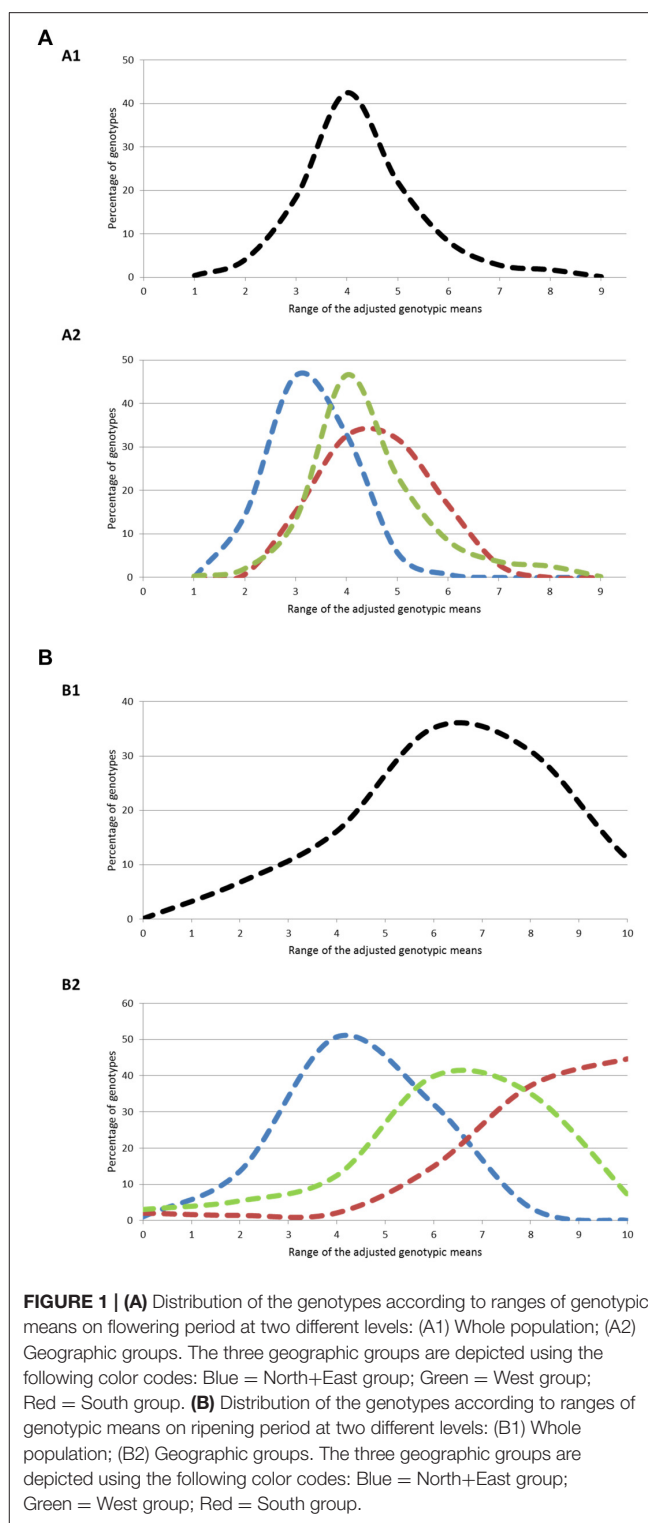 A
A1
50
40
30
20
10
0
Percentage of genotypes
0 1 2 3 4 5 6 7 8 9
Range of the adjusted genotypic means
A2
50
40
30
20
10
0
Percentage of genotypes
0 1 2 3 4 5 6 7 8 9
Range of the adjusted genotypic means
B
B1
40
30
20
10
0
Percentage of genotypes
0 1 2 3 4 5 6 7 8 9 10
Range of the adjusted genotypic means
B2
60
50
40
30
20
10
0
Percentage of genotypes
0 1 2 3 4 5 6 7 8 9 10
Range of the adjusted genotypic means
FIGURE 1 | (A) Distribution of the genotypes according to ranges of genotypic
means on flowering period at two different levels: (A1) Whole population; (A2)
Geographic groups. The three geographic groups are depicted using the
following color codes: Blue = North+East group; Green = West group;
Red = South group. (B) Distribution of the genotypes according to ranges of
genotypic means on ripening period at two different levels: (B1) Whole
population; (B2) Geographic groups. The three geographic groups are
depicted using the following color codes: Blue = North+East group;
Green = West group; Red = South group.